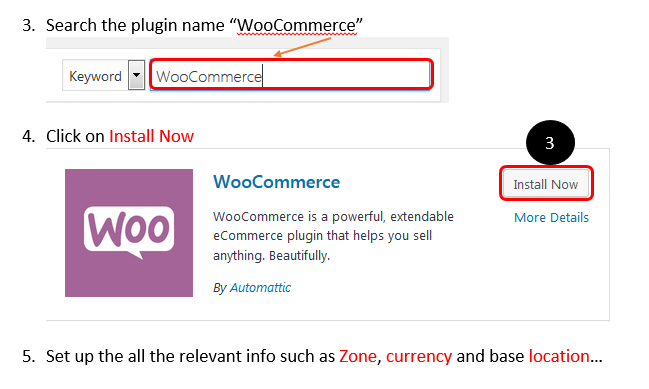 3. Search the plugin name “WooCommerce”
Keyword WooCommerce
4. Click on Install Now
3
WOO
WooCommerce
Install Now
WooCommerce is a powerful, extendable
More Details
eCommerce plugin that helps you sell
anything. Beautifully.
By Automattic
5. Set up the all the relevant info such as Zone, currency and base location...